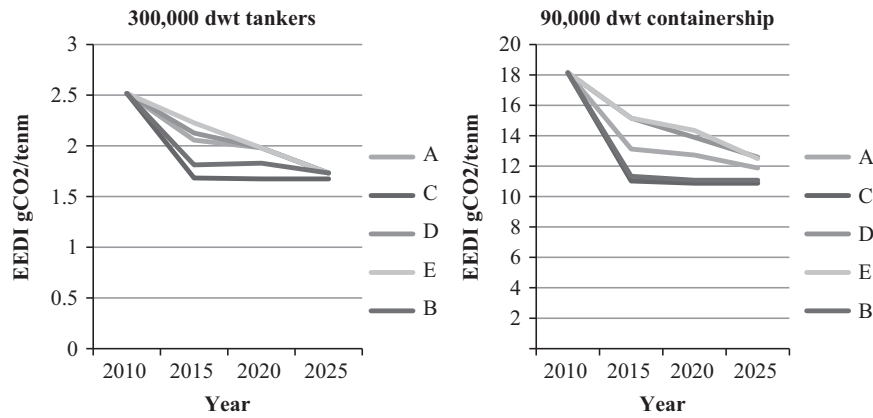 300,000 dwt tankers
EEDI gCO2/tenm
3
2.5
2
1.5
1
0.5
0
2010 2015 2020 2025
Year
A
C
D
E
B
90,000 dwt containership
EEDI gCO2/tenm
20
18
16
14
12
10
8
6
4
2
2010 2015 2020 2025
Year
A
C
D
E
B